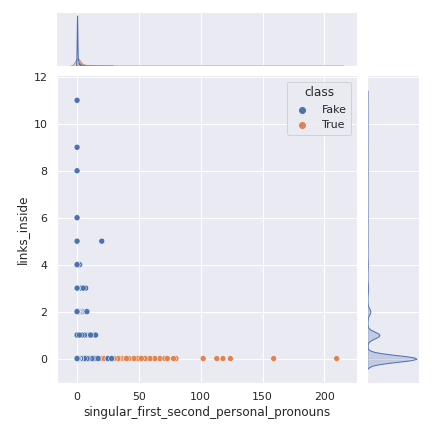 12
10
8
6
4
2
0
links_inside
class
Fake
True
0 50 100 150 200
singular_first_second_personal_pronouns